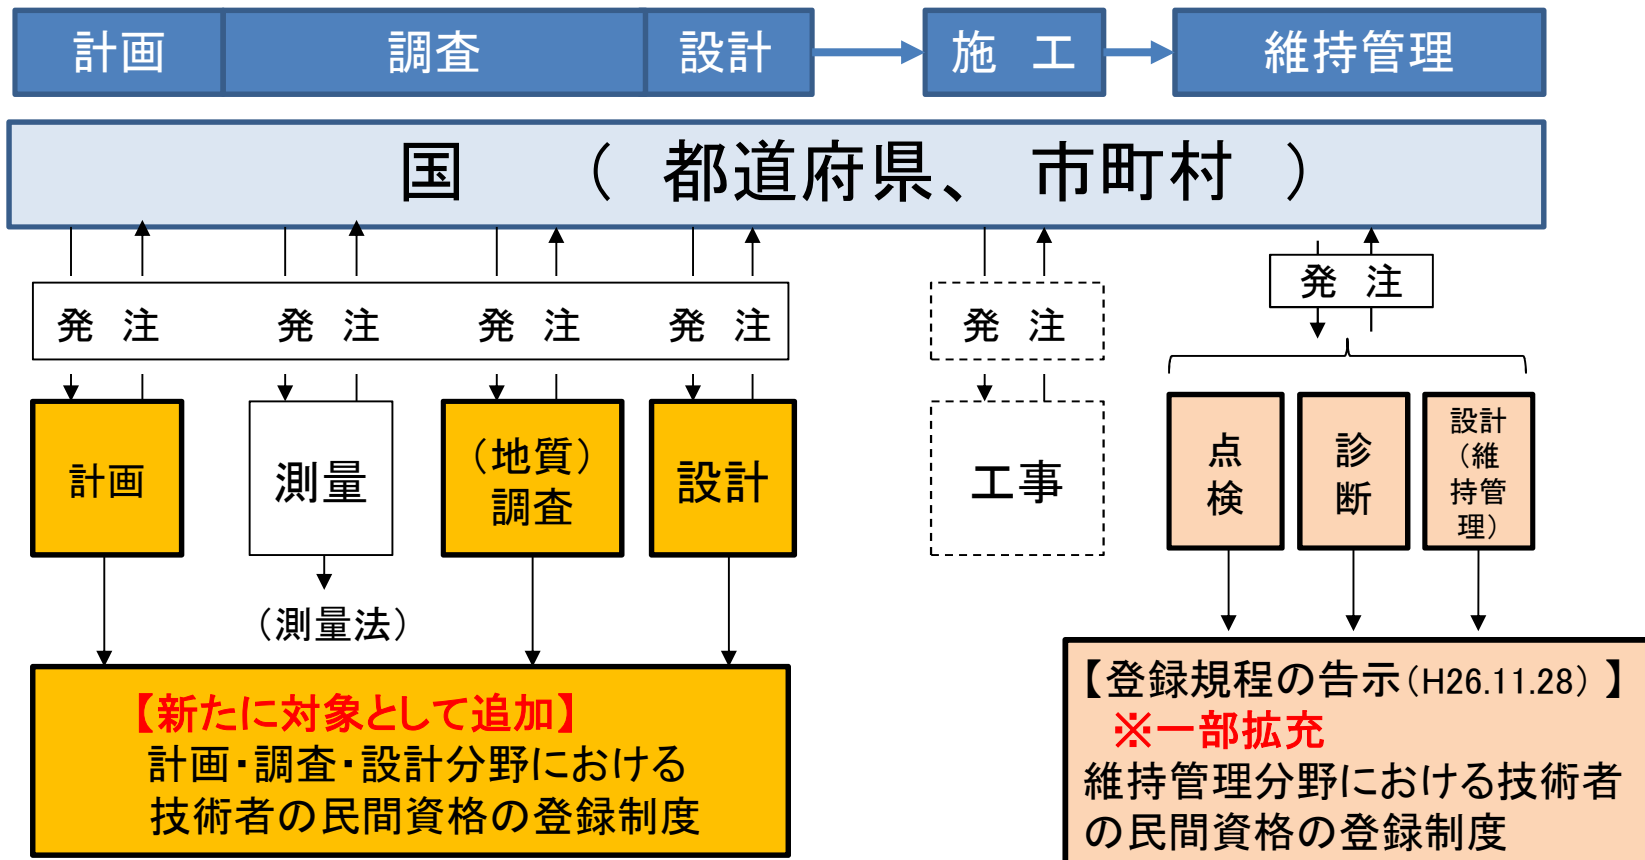 計画
調査
設計
施 工
維持管理
国 （ 都道府県、 市町村 ）
発 注
発 注
発 注
発 注
発 注
発 注
計画
測量
（地質）
調査
設計
工事
点
検
診
断
設計
（維
持管
理）
（測量法）
【新たに対象として追加】
計画・調査・設計分野における
技術者の民間資格の登録制度
【登録規程の告示（H26.11.28）】
※一部拡充
維持管理分野における技術者
の民間資格の登録制度